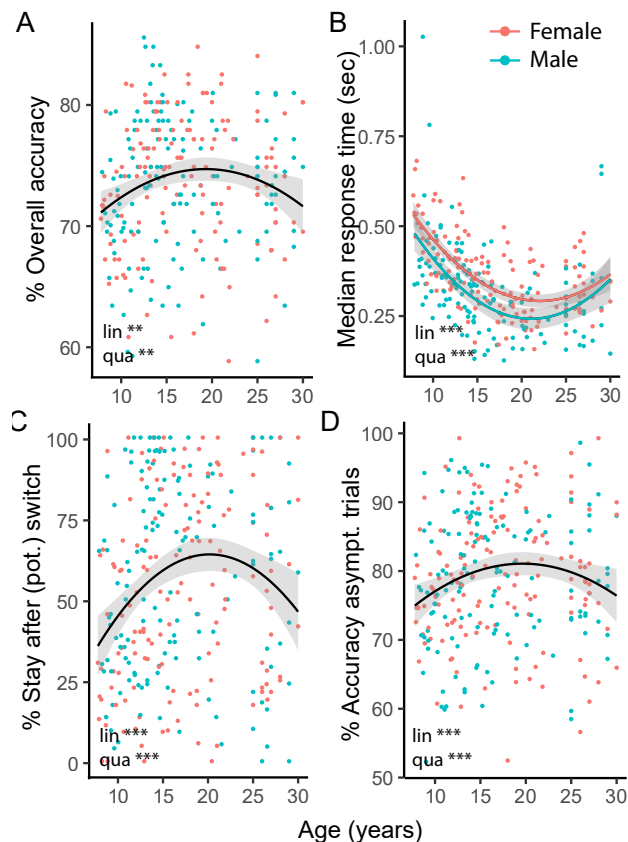 A
% Overall accuracy
80
70
60
lin **
qua **
10 15 20 25 30
B
Female
Male
Median response time (sec)
1.00
0.75
0.50
0.25
lin ***
qua ***
10 15 20 25 30
C
% Stay after (pot.) switch
100
75
50
25
0
lin ***
qua ***
10 15 20 25 30
D
% Accuracy asympt. trials
100
90
80
70
60
50
lin ***
qua ***
10 15 20 25 30
Age (years)